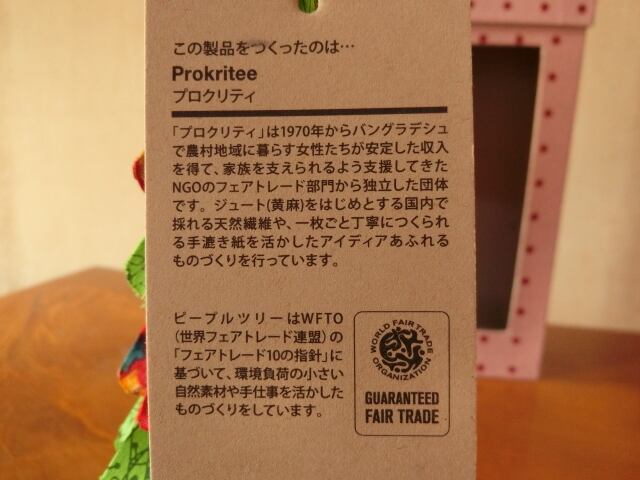 この製品をつくったのは…
Prokritee
プロクリティ
「プロクリティ」は1970年からバングラデシュ
で農村地域に暮らす女性たちが安定した収入
を得て、家族を支えられるよう支援してきた
NGOのフェアトレード部門から独立した団体
です。ジュート(黄麻)をはじめとする国内で
採れる天然繊維や、一枚ごと丁寧につくられ
る手漉き紙を活かしたアイディアあふれる
ものづくりを行っています。
ピープルツリーはWFTO
(世界フェアトレード連盟)の
「フェアトレード10の指針」に
基づいて、環境負荷の小さい
自然素材や手仕事を活かした
ものづくりをしています。
WORLD FAIR TRADE
ORGANIZATION
GUARANTEED
FAIR TRADE